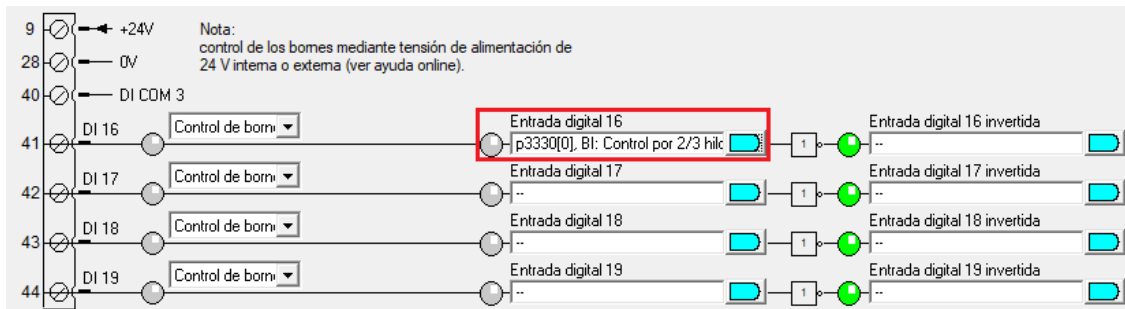 9 +24V Nota:
control de los bornes mediante tensión de alimentación de
28 0V 24 V interna o externa (ver ayuda online).
40 DI COM 3
Entrada digital 16 Entrada digital 16 invertida
41 DI 16 Control de born p3330[0], BI: Control por 2/3 hilo 1 --
Entrada digital 17 Entrada digital 17 invertida
42 DI 17 Control de born -- 1 --
Entrada digital 18 Entrada digital 18 invertida
43 DI 18 Control de born -- 1 --
Entrada digital 19 Entrada digital 19 invertida
44 DI 19 Control de born -- 1 --